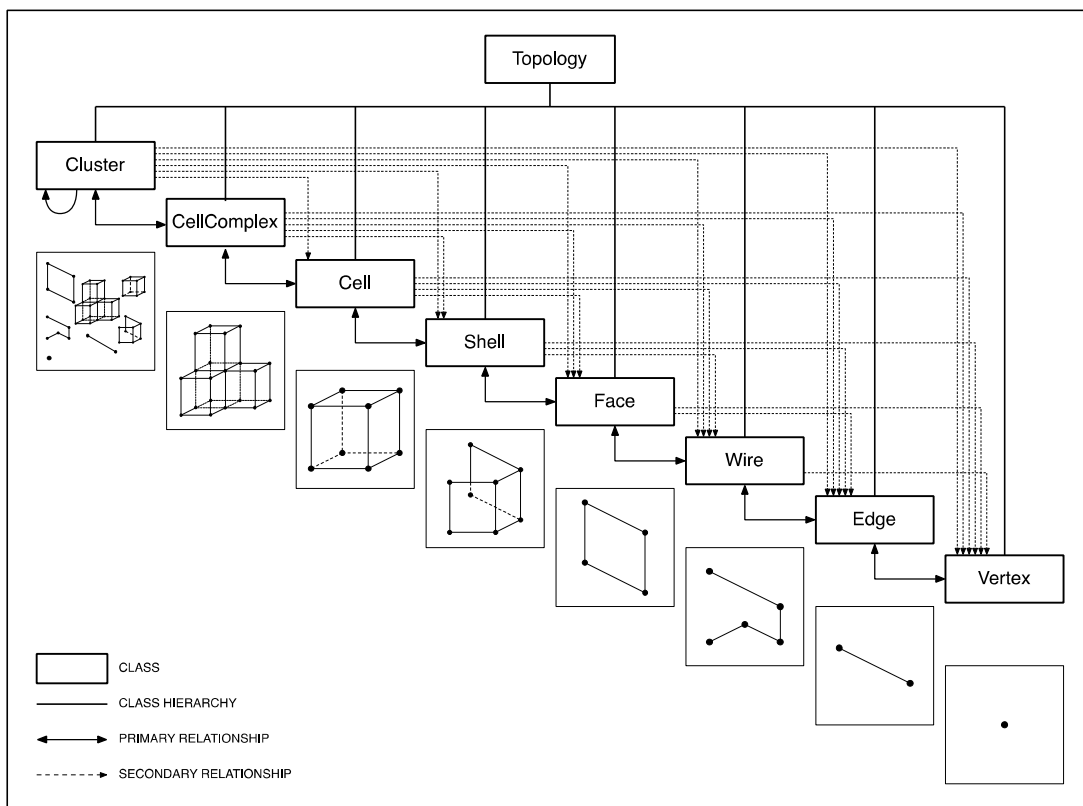 Topology
Cluster
CellComplex
Cell
Shell
Face
Wire
Edge
Vertex
CLASS
CLASS HIERARCHY
PRIMARY RELATIONSHIP
SECONDARY RELATIONSHIP